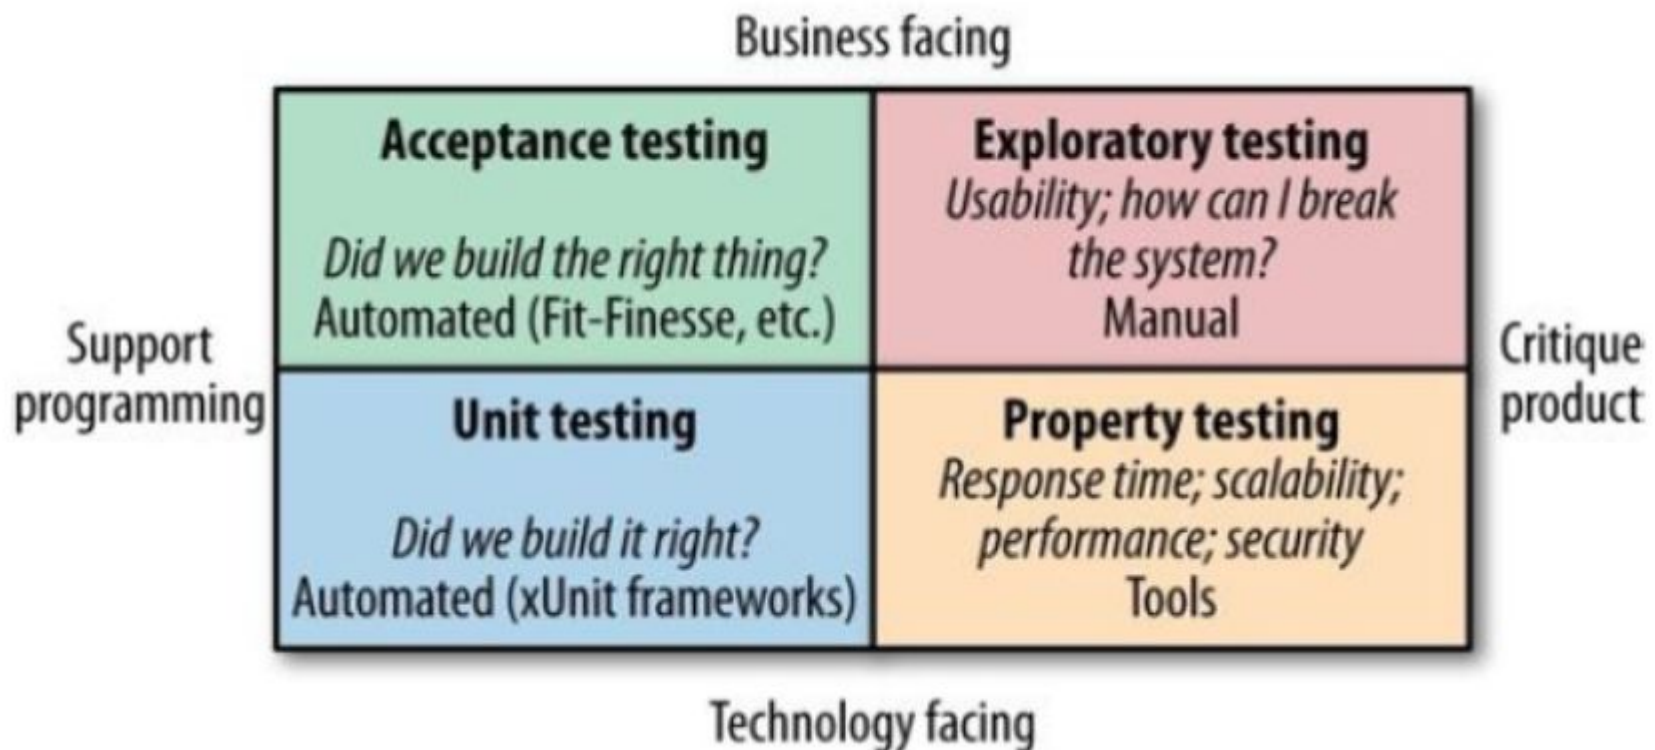 Business facing
Acceptance testing
Did we build the right thing?
Automated (Fit-Finesse, etc.)
Exploratory testing
Usability; how can I break
the system?
Manual
Support
programming
Critique
product
Unit testing
Did we build it right?
Automated (xUnit frameworks)
Property testing
Response time; scalability;
performance; security
Tools
Technology facing